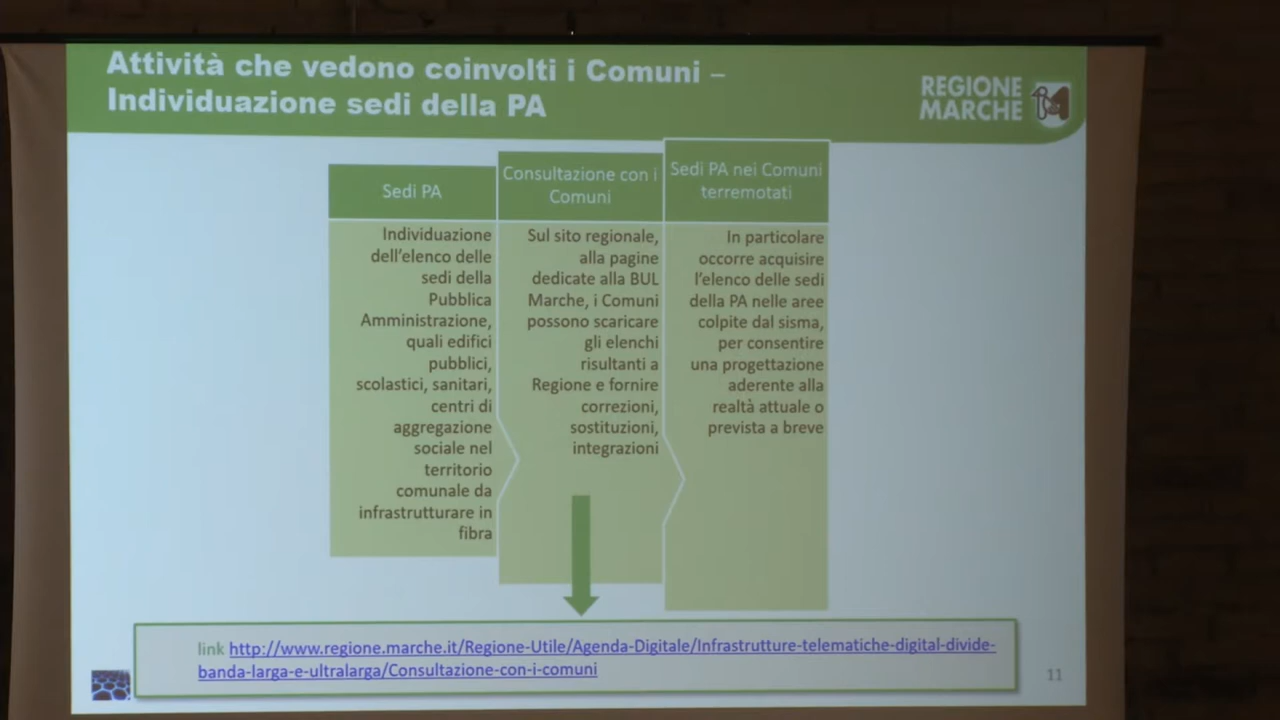 Attività che vedono coinvolti i Comuni –
Individuazione sedi della PA
REGIONE
MARCHE
Sedi PA
Individuazione
dell'elenco delle
sedi della
Pubblica
Amministrazione,
quali edifici
pubblici,
scolastici, sanitari,
centri di
aggregazione
sociale nel
territorio
comunale da
infrastrutturare in
fibra
Consultazione con i
Comuni
Sul sito regionale,
alla pagine
dedicate alla BUL
Marche, i Comuni
possono scaricare
gli elenchi
risultanti a
Regione e fornire
correzioni,
sostituzioni,
integrazioni
Sedi PA nei Comuni
terremotati
In particolare
occorre acquisire
l'elenco delle sedi
della PA nelle aree
colpite dal sisma,
per consentire
una progettazione
aderente alla
realtà attuale o
prevista a breve
link http://www.regione.marche.it/Regione-Utile/Agenda-Digitale/Infrastrutture-telematiche-digital-divide-
banda-larga-e-ultralarga/Consultazione-con-i-comuni
11